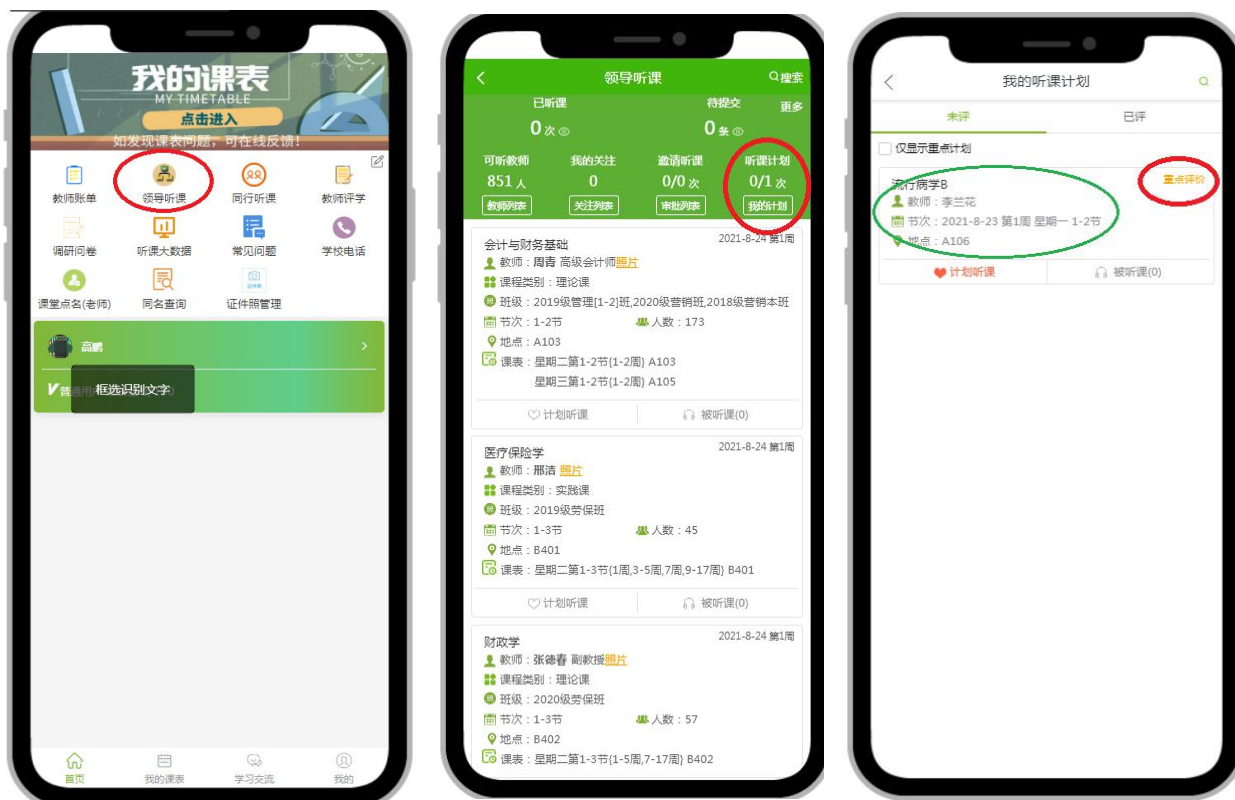 我的课表
MY TIMETABLE
点击进入
如发现课表问题，可在线反馈!
教师账单
领导听课
同行听课
教师评学
调研问卷
听课大数据
常见问题
学校电话
课堂点名(老师)
同名查询
证件照管理
高鹏
框选识别文字
首页
我的课表
学习交流
我的
领导听课
搜索
已听课
待提交
更多
0次
0条
可听教师
我的关注
邀请听课
听课计划
851人
0
0/0次
0/1次
教师列表
关注列表
审批列表
我的计划
会计与财务基础
2021-8-24 第1周
教师：周青 高级会计师照片
课程类别：理论课
班级：2019级管理[1-2]班,2020级营销班,2018级营销本班
节次：1-2节
人数：173
地点：A103
课表：星期二第1-2节{1-2周} A103
星期三第1-2节{1-2周} A105
计划听课
被听课(0)
医疗保险学
2021-8-24 第1周
教师：邢洁 照片
课程类别：实践课
班级：2019级劳保班
节次：1-3节
人数：45
地点：B401
课表：星期二第1-3节{1周,3-5周,7周,9-17周} B401
计划听课
被听课(0)
财政学
2021-8-24 第1周
教师：张德春 副教授照片
课程类别：理论课
班级：2020级劳保班
节次：1-3节
人数：57
地点：B402
课表：星期二第1-3节{1-5周,7-17周} B402
我的听课计划
未评
已评
仅显示重点计划
流行病学B
重点评价
教师：李兰花
节次：2021-8-23 第1周 星期一 1-2节
地点：A106
计划听课
被听课(0)